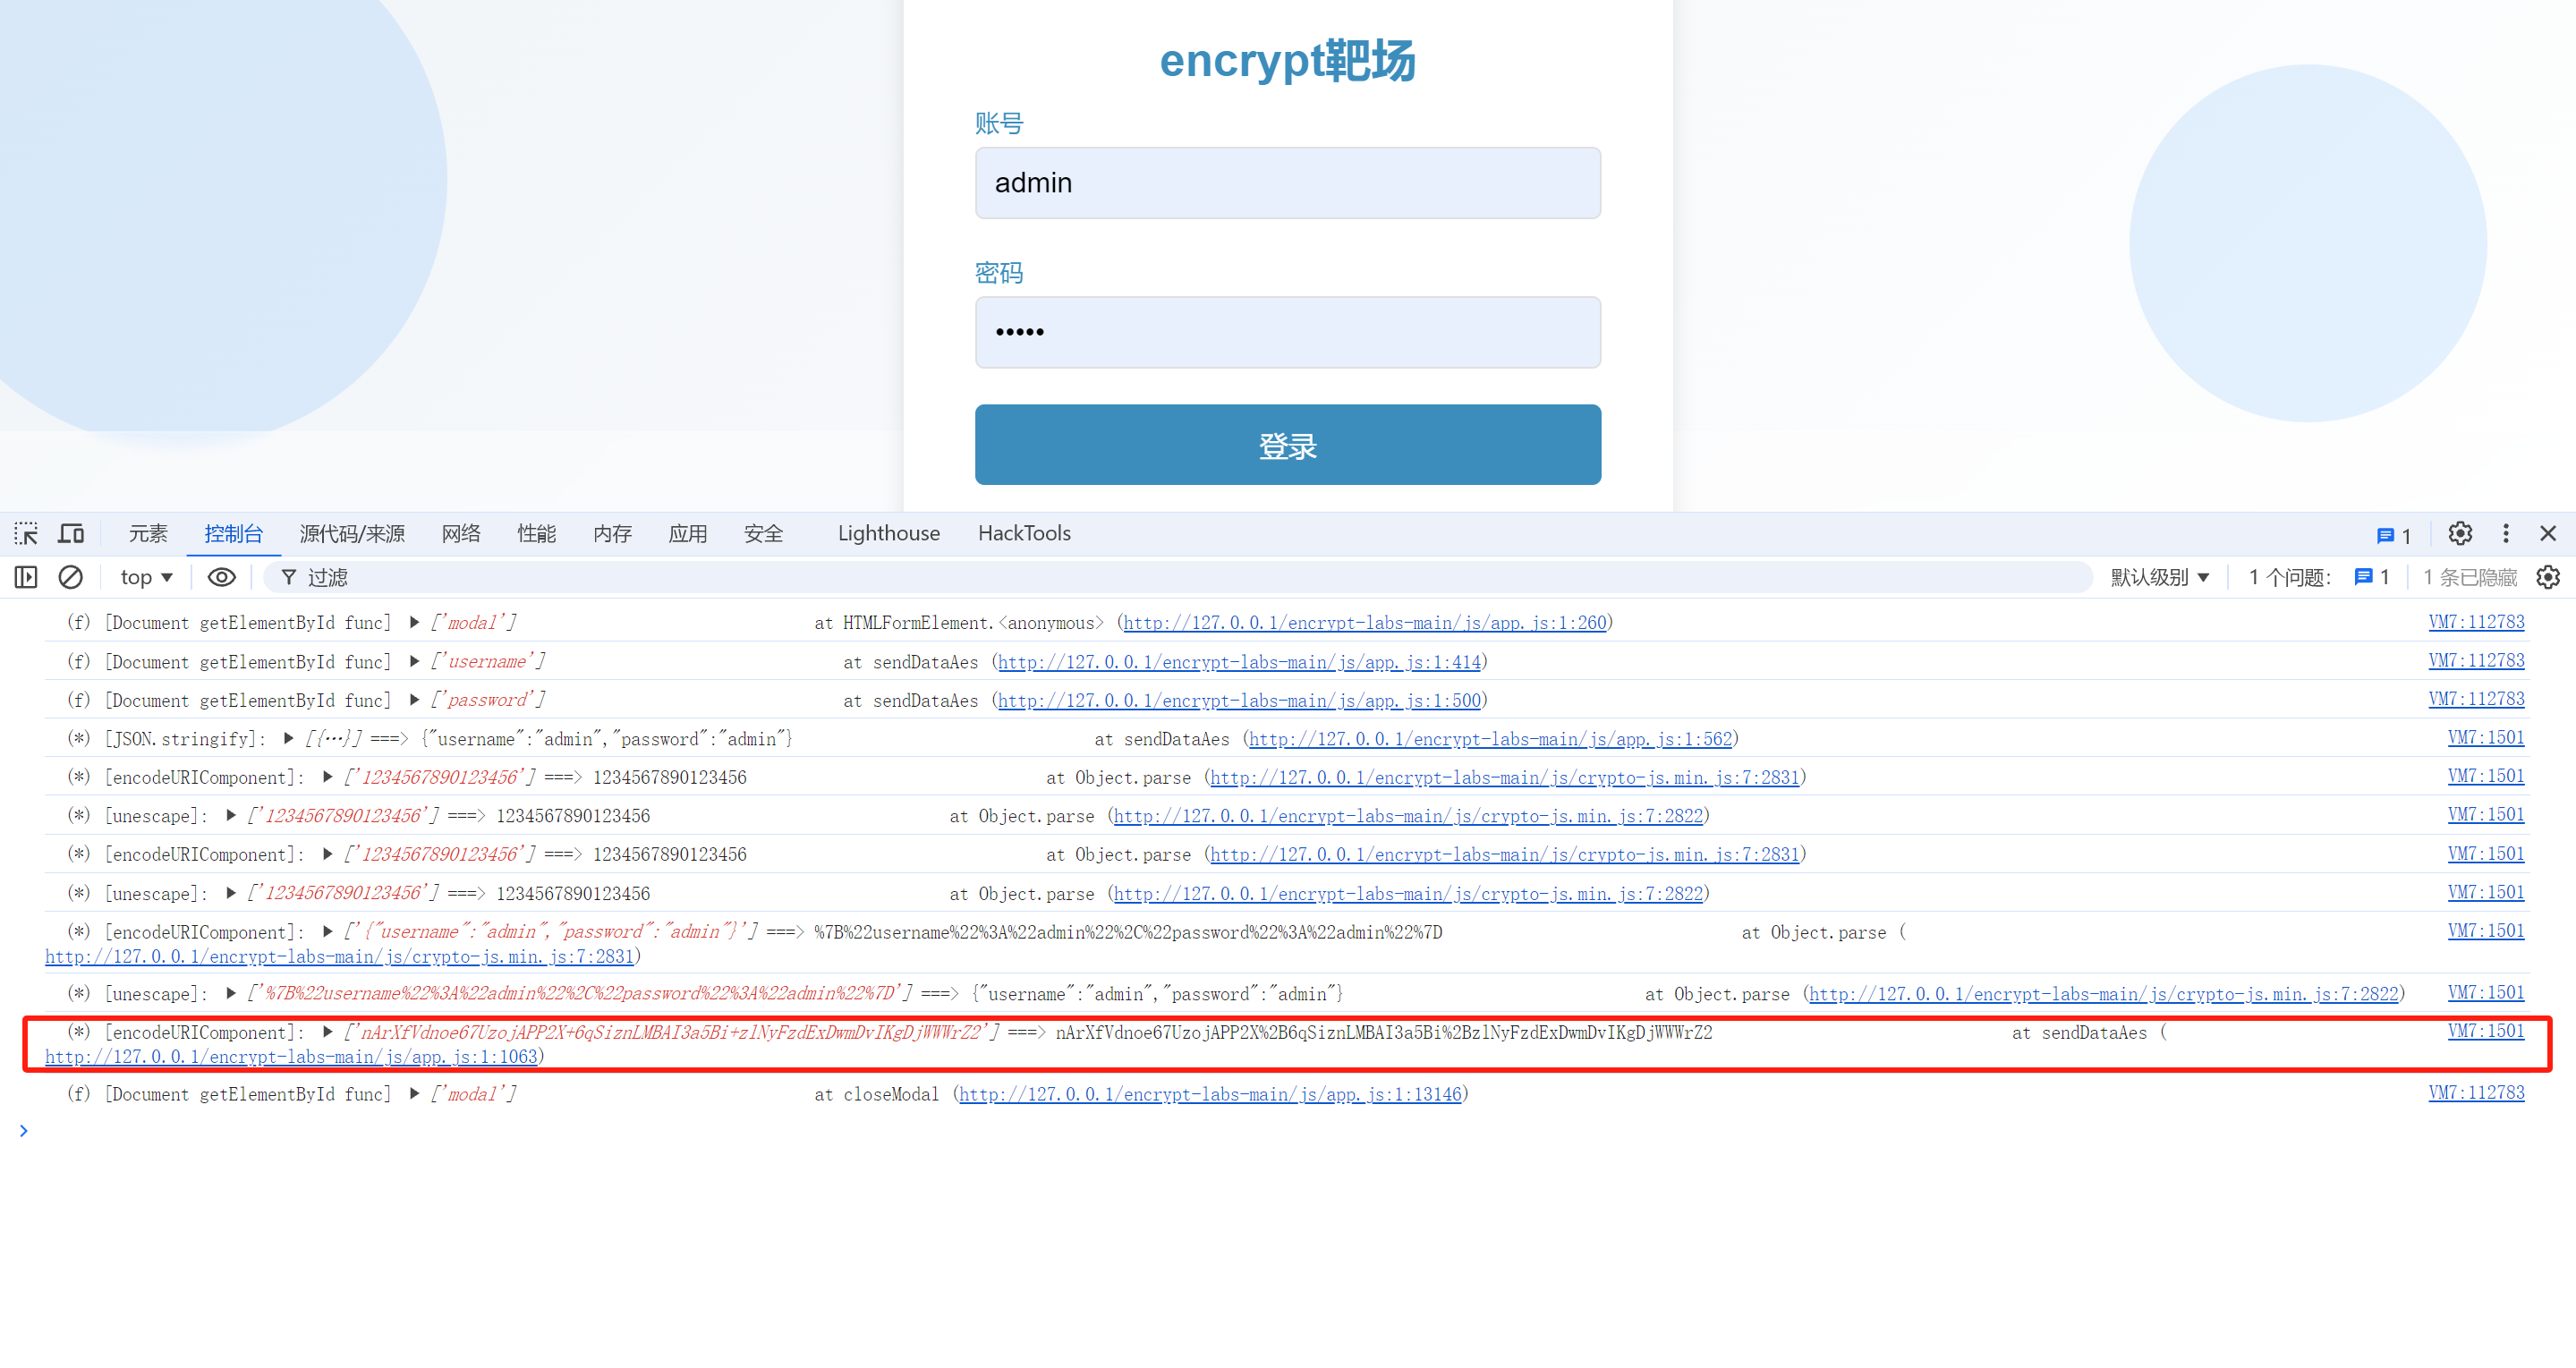 encrypt靶场
账号
admin
密码
•••••
登录
元素 控制台 源代码/来源 网络 性能 内存 应用 安全 Lighthouse HackTools 1
top 过滤 默认级别 1 个问题: 1 1 条已隐藏
(f) [Document getElementById func] ['modal'] at HTMLFormElement.<anonymous> (http://127.0.0.1/encrypt-labs-main/js/app.js:1:260) VM7:112783
(f) [Document getElementById func] ['username'] at sendDataAes (http://127.0.0.1/encrypt-labs-main/js/app.js:1:414) VM7:112783
(f) [Document getElementById func] ['password'] at sendDataAes (http://127.0.0.1/encrypt-labs-main/js/app.js:1:500) VM7:112783
(*) [JSON.stringify]: [{…}] ===> {"username":"admin","password":"admin"} at sendDataAes (http://127.0.0.1/encrypt-labs-main/js/app.js:1:562) VM7:1501
(*) [encodeURIComponent]: ['1234567890123456'] ===> 1234567890123456 at Object.parse (http://127.0.0.1/encrypt-labs-main/js/crypto-js.min.js:7:2831) VM7:1501
(*) [unescape]: ['1234567890123456'] ===> 1234567890123456 at Object.parse (http://127.0.0.1/encrypt-labs-main/js/crypto-js.min.js:7:2822) VM7:1501
(*) [encodeURIComponent]: ['1234567890123456'] ===> 1234567890123456 at Object.parse (http://127.0.0.1/encrypt-labs-main/js/crypto-js.min.js:7:2831) VM7:1501
(*) [unescape]: ['1234567890123456'] ===> 1234567890123456 at Object.parse (http://127.0.0.1/encrypt-labs-main/js/crypto-js.min.js:7:2822) VM7:1501
(*) [encodeURIComponent]: ['{"username":"admin","password":"admin"}'] ===> %7B%22username%22%3A%22admin%22%2C%22password%22%3A%22admin%22%7D at Object.parse ( VM7:1501
http://127.0.0.1/encrypt-labs-main/js/crypto-js.min.js:7:2831)
(*) [unescape]: ['%7B%22username%22%3A%22admin%22%2C%22password%22%3A%22admin%22%7D'] ===> {"username":"admin","password":"admin"} at Object.parse (http://127.0.0.1/encrypt-labs-main/js/crypto-js.min.js:7:2822) VM7:1501
(*) [encodeURIComponent]: ['nArXfVdnoe67UzojAPP2X+6qSiznLMBAI3a5Bi+zlNyFzdExDwmDvIKgDjWWWrZ2'] ===> nArXfVdnoe67UzojAPP2X%2B6qSiznLMBAI3a5Bi%2BzlNyFzdExDwmDvIKgDjWWWrZ2 at sendDataAes ( VM7:1501
http://127.0.0.1/encrypt-labs-main/js/app.js:1:1063)
(f) [Document getElementById func] ['modal'] at closeModal (http://127.0.0.1/encrypt-labs-main/js/app.js:1:13146) VM7:112783